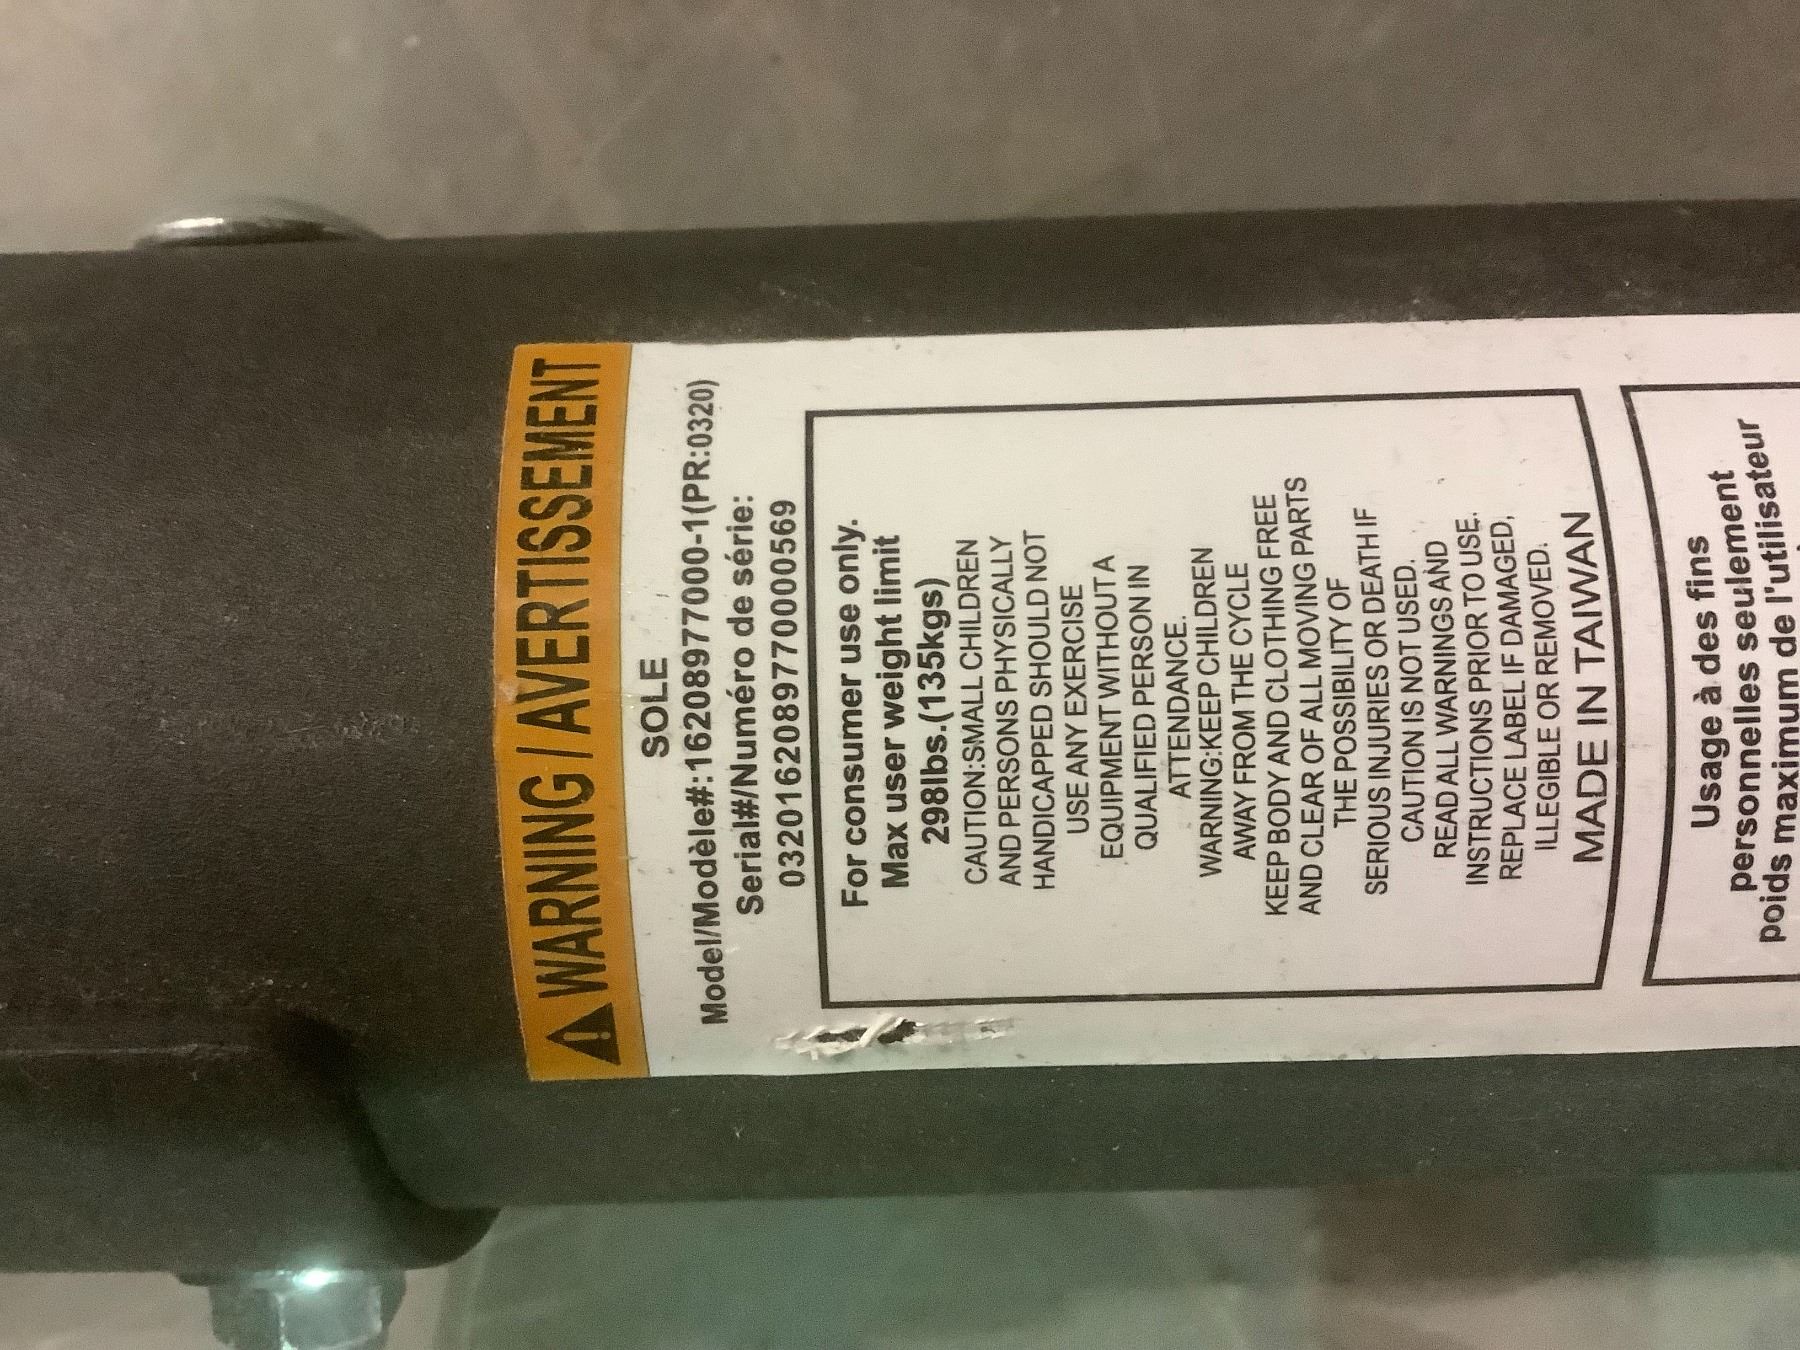 WARNING / AVERTISSEMENT
SOLE
Model/Modèle#:16208977000-1(PR:0320)
Serial#/Numéro de série:
0320162089770000569
For consumer use only.
Max user weight limit
298lbs.(135kgs)
CAUTION:SMALL CHILDREN
AND PERSONS PHYSICALLY
HANDICAPPED SHOULD NOT
USE ANY EXERCISE
EQUIPMENT WITHOUT A
QUALIFIED PERSON IN
ATTENDANCE.
WARNING:KEEP CHILDREN
AWAY FROM THE CYCLE
KEEP BODY AND CLOTHING FREE
AND CLEAR OF ALL MOVING PARTS
THE POSSIBILITY OF
SERIOUS INJURIES OR DEATH IF
CAUTION IS NOT USED.
READ ALL WARNINGS AND
INSTRUCTIONS PRIOR TO USE.
REPLACE LABEL IF DAMAGED,
ILLEGIBLE OR REMOVED.
MADE IN TAIWAN
Usage à des fins
personnelles seulement
poids maximum de l'utilisateur